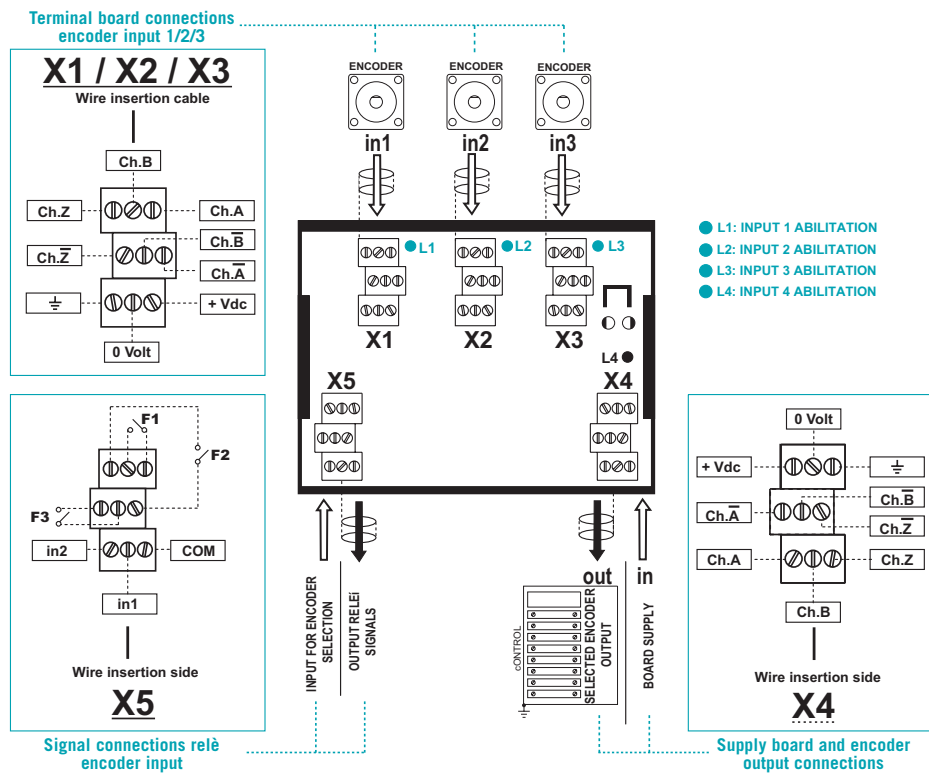 Terminal board connections
encoder input 1/2/3
X1 / X2 / X3
Wire insertion cable
Ch.B
Ch.Z
Ch.A
Ch.B̅
Ch.Z̅
Ch.A̅
+ Vdc
0 Volt
ENCODER
ENCODER
ENCODER
in1
in2
in3
L1
L2
L3
X1
X2
X3
L4
X5
X4
L1: INPUT 1 ABILITATION
L2: INPUT 2 ABILITATION
L3: INPUT 3 ABILITATION
L4: INPUT 4 ABILITATION
F1
F2
F3
in2
COM
in1
Wire insertion side
X5
Signal connections relè
encoder input
INPUT FOR ENCODER
SELECTION
OUTPUT RELEi
SIGNALS
out
in
cONTROL
SELECTED ENCODER
OUTPUT
BOARD SUPPLY
0 Volt
+ Vdc
Ch.B̅
Ch.A̅
Ch.Z̅
Ch.A
Ch.Z
Ch.B
Wire insertion side
X4
Supply board and encoder
output connections